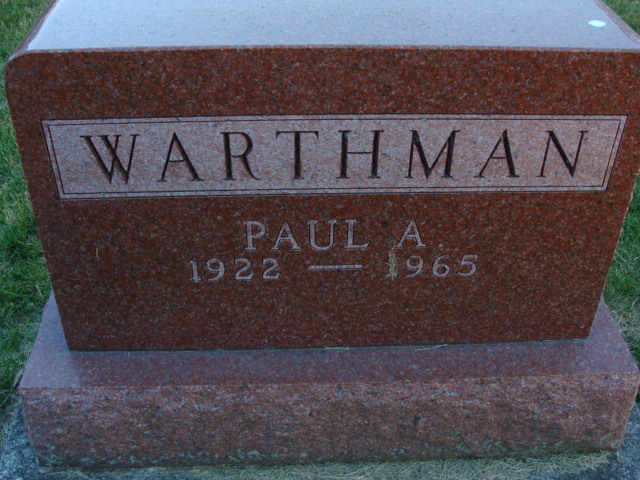 WARTHMAN
PAUL A.
1922 — 1965